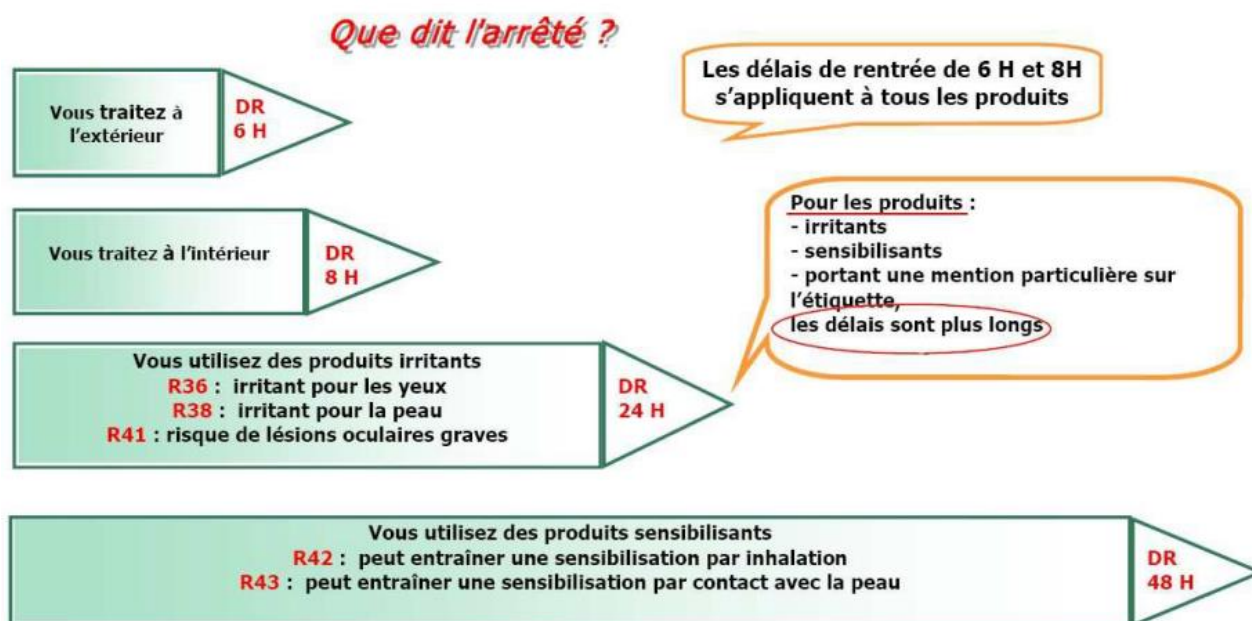 Que dit l'arrêté ?
Les délais de rentrée de 6 H et 8H
s'appliquent à tous les produits
Vous traitez à
l'extérieur
DR
6 H
Vous traitez à l'intérieur
DR
8 H
Pour les produits :
- irritants
- sensibilisants
- portant une mention particulière sur
l'étiquette,
les délais sont plus longs
Vous utilisez des produits irritants
R36 : irritant pour les yeux
R38 : irritant pour la peau
R41 : risque de lésions oculaires graves
DR
24 H
Vous utilisez des produits sensibilisants
R42 : peut entraîner une sensibilisation par inhalation
R43 : peut entraîner une sensibilisation par contact avec la peau
DR
48 H